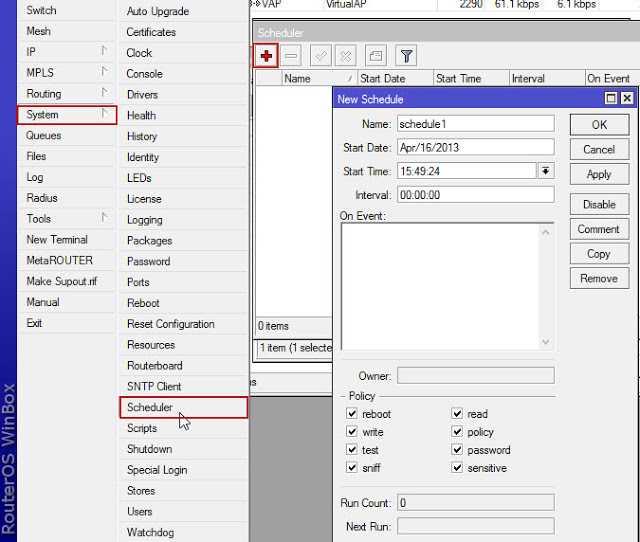 Switch
Mesh
IP
MPLS
Routing
System
Queues
Files
Log
Radius
Tools
New Terminal
MetaROUTER
Make Supout.rif
Manual
Exit
RouterOS WinBox
Auto Upgrade
Certificates
Clock
Console
Drivers
Health
History
Identity
LEDs
License
Logging
Packages
Password
Ports
Reboot
Reset Configuration
Resources
Routerboard
SNTP Client
Scheduler
Scripts
Shutdown
Special Login
Stores
Users
Watchdog
VAP VirtualAP 2290 61.1 kbps 6.1 kbps
Scheduler
Name Start Date Start Time Interval On Event
0 items
1 item (1 selecte
New Schedule
Name: schedule1
Start Date: Apr/16/2013
Start Time: 15:49:24
Interval: 00:00:00
On Event:
Owner:
Policy
reboot read
write policy
test password
sniff sensitive
Run Count: 0
Next Run:
OK
Cancel
Apply
Disable
Comment
Copy
Remove